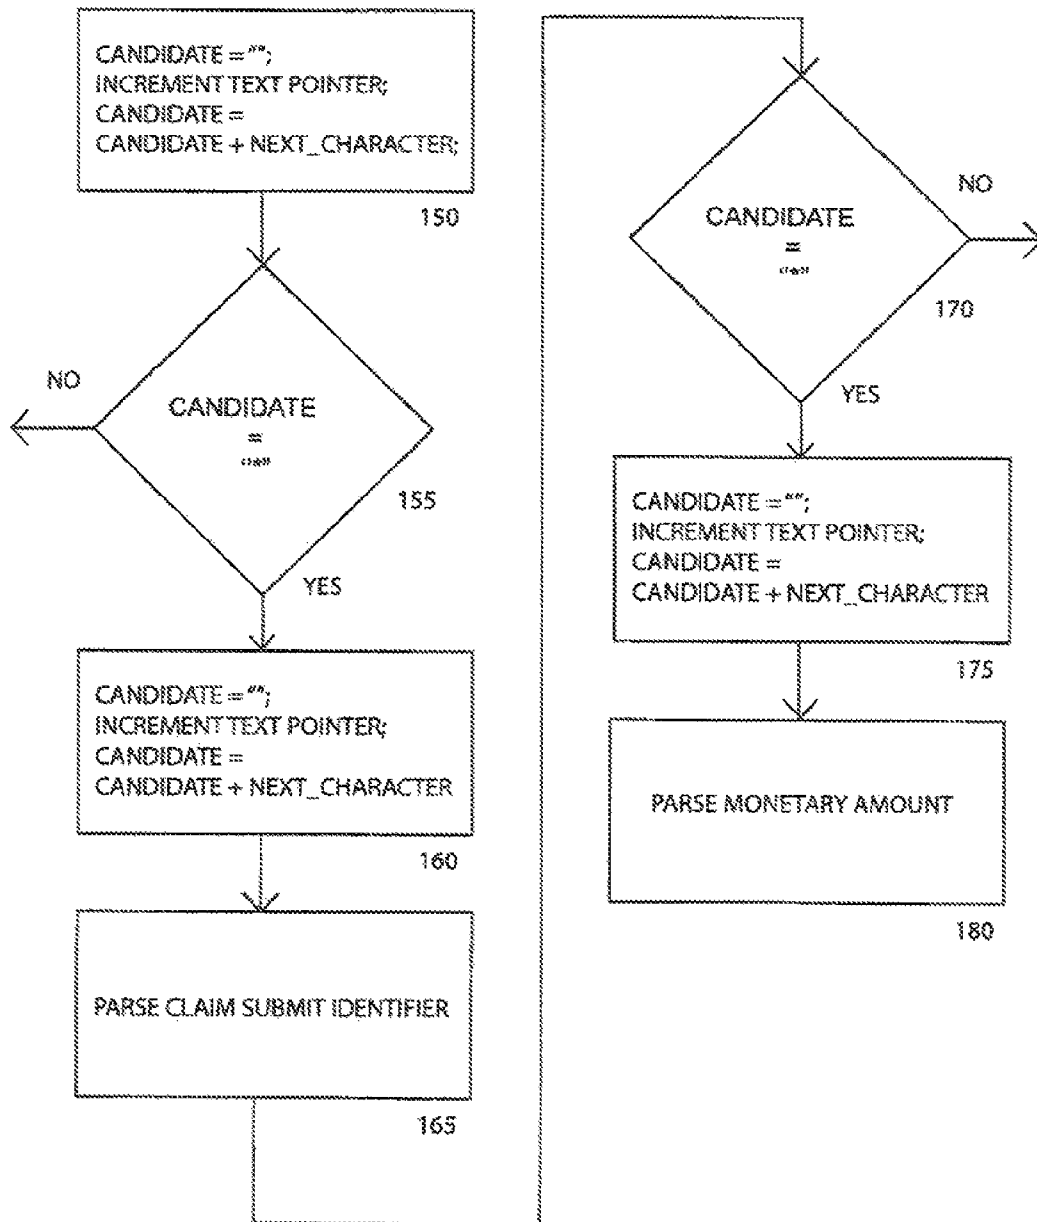 CANDIDATE = "";
INCREMENT TEXT POINTER;
CANDIDATE =
CANDIDATE + NEXT_CHARACTER;
150
CANDIDATE
=
"*"
NO
155
YES
CANDIDATE = "";
INCREMENT TEXT POINTER;
CANDIDATE =
CANDIDATE + NEXT_CHARACTER
160
PARSE CLAIM SUBMIT IDENTIFIER
165
CANDIDATE
=
"*"
NO
170
YES
CANDIDATE = "";
INCREMENT TEXT POINTER;
CANDIDATE =
CANDIDATE + NEXT_CHARACTER
175
PARSE MONETARY AMOUNT
180